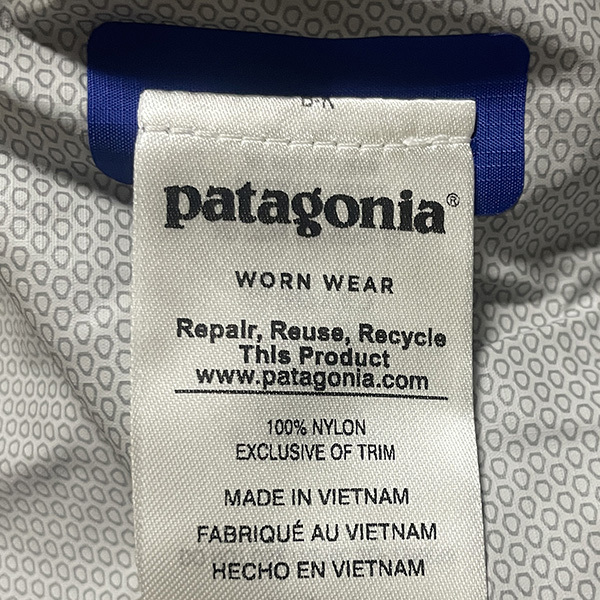 patagonia®
WORN WEAR
Repair, Reuse, Recycle
This Product
www.patagonia.com
100% NYLON
EXCLUSIVE OF TRIM
MADE IN VIETNAM
FABRIQUÉ AU VIETNAM
HECHO EN VIETNAM